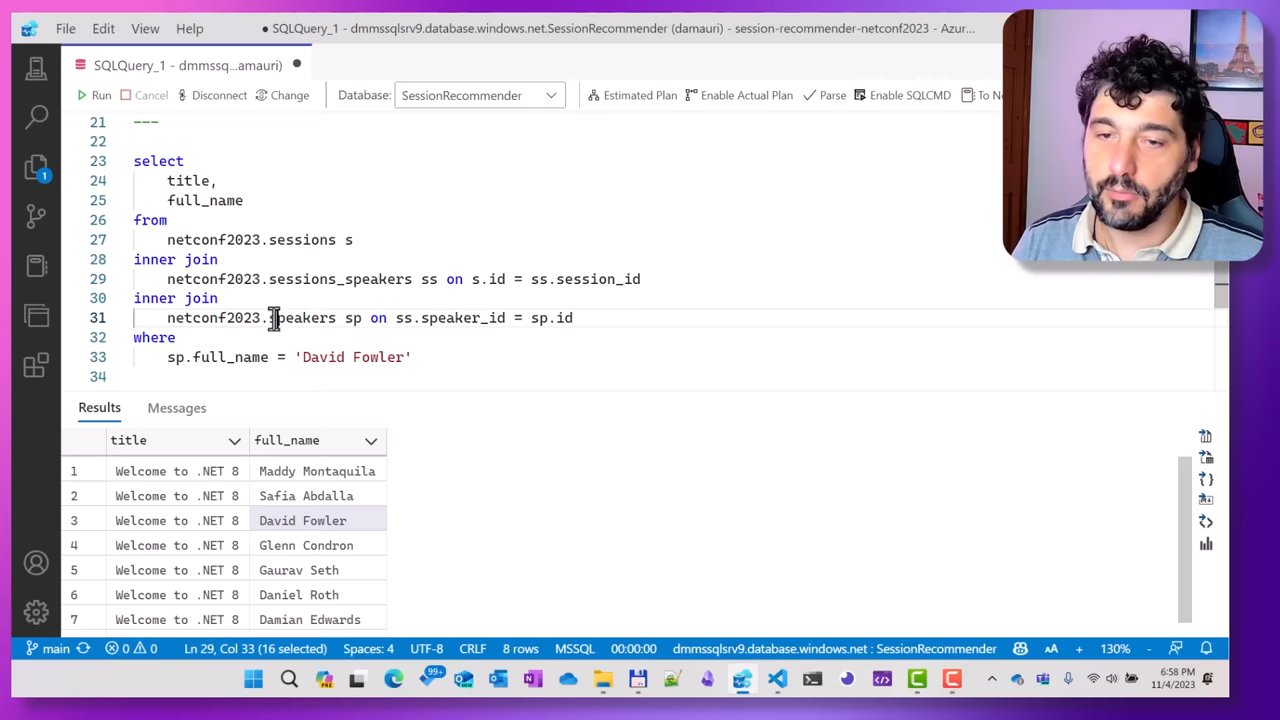 File Edit View Help ● SQLQuery_1 - dmmssqlsrv9.database.windows.net.SessionRecommender (damauri) - session-recommender-netconf2023 - Azur...
SQLQuery_1 - dmmssq...amauri) ●
Run Cancel Disconnect Change Database: SessionRecommender Estimated Plan Enable Actual Plan Parse Enable SQLCMD To No
21 ---
22
23 select
24 title,
25 full_name
26 from
27 netconf2023.sessions s
28 inner join
29 netconf2023.sessions_speakers ss on s.id = ss.session_id
30 inner join
31 netconf2023.speakers sp on ss.speaker_id = sp.id
32 where
33 sp.full_name = 'David Fowler'
34
1
Results Messages
title full_name
1 Welcome to .NET 8 Maddy Montaquila
2 Welcome to .NET 8 Safia Abdalla
3 Welcome to .NET 8 David Fowler
4 Welcome to .NET 8 Glenn Condron
5 Welcome to .NET 8 Gaurav Seth
6 Welcome to .NET 8 Daniel Roth
7 Welcome to .NET 8 Damian Edwards
main 0 0 Ln 29, Col 33 (16 selected) Spaces: 4 UTF-8 CRLF 8 rows MSSQL 00:00:00 dmmssqlsrv9.database.windows.net : SessionRecommender AA + 130% -
99+ 6:58 PM
11/4/2023